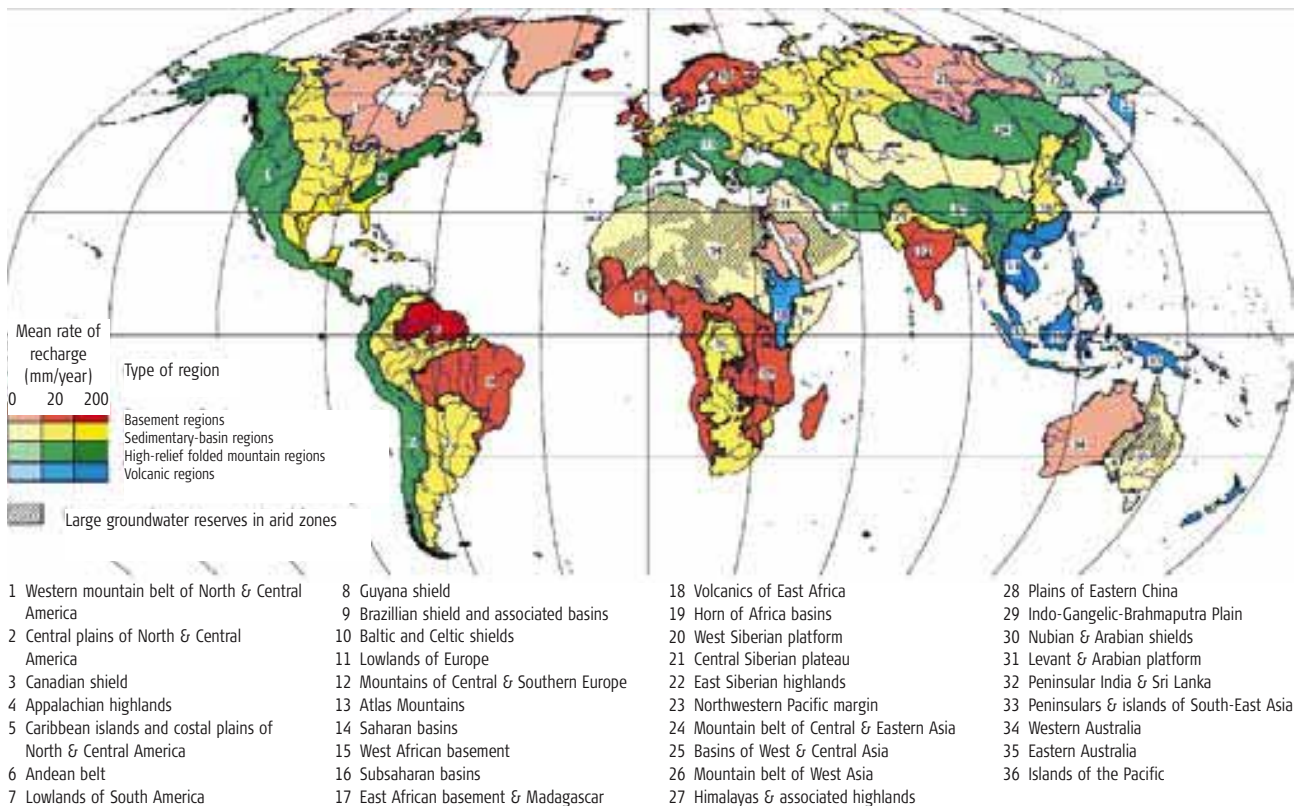 Mean rate of
recharge
(mm/year)
Type of region
0 20 200
Basement regions
Sedimentary-basin regions
High-relief folded mountain regions
Volcanic regions
Large groundwater reserves in arid zones
1 Western mountain belt of North & Central
America
2 Central plains of North & Central
America
3 Canadian shield
4 Appalachian highlands
5 Caribbean islands and costal plains of
North & Central America
6 Andean belt
7 Lowlands of South America
8 Guyana shield
9 Brazillian shield and associated basins
10 Baltic and Celtic shields
11 Lowlands of Europe
12 Mountains of Central & Southern Europe
13 Atlas Mountains
14 Saharan basins
15 West African basement
16 Subsaharan basins
17 East African basement & Madagascar
18 Volcanics of East Africa
19 Horn of Africa basins
20 West Siberian platform
21 Central Siberian plateau
22 East Siberian highlands
23 Northwestern Pacific margin
24 Mountain belt of Central & Eastern Asia
25 Basins of West & Central Asia
26 Mountain belt of West Asia
27 Himalayas & associated highlands
28 Plains of Eastern China
29 Indo-Gangelic-Brahmaputra Plain
30 Nubian & Arabian shields
31 Levant & Arabian platform
32 Peninsular India & Sri Lanka
33 Peninsulars & islands of South-East Asia
34 Western Australia
35 Eastern Australia
36 Islands of the Pacific